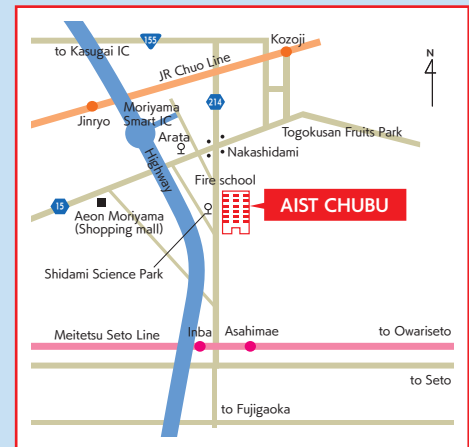 155
to Kasugai IC
Kozoji
N
JR Chuo Line
214
Jinryo
Moriyama
Smart IC
Arata
Togokusan Fruits Park
Nakashidami
Highway
Fire school
15
AIST CHUBU
Aeon Moriyama
(Shopping mall)
Shidami Science Park
Meitetsu Seto Line
Inba
Asahimae
to Owariseto
to Seto
to Fujigaoka